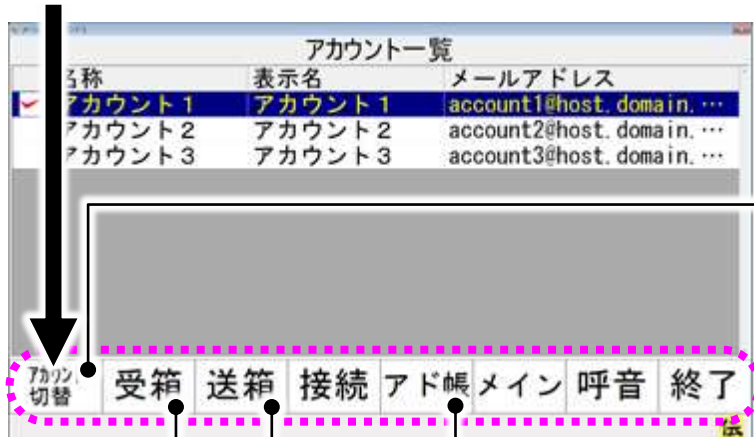 アカウント一覧
名称 表示名 メールアドレス
アカウント1 アカウント1 account1@host.domain.…
アカウント2 アカウント2 account2@host.domain.…
アカウント3 アカウント3 account3@host.domain.…
アカウン
切替 受箱 送箱 接続 アド帳 メイン 呼音 終了
伝